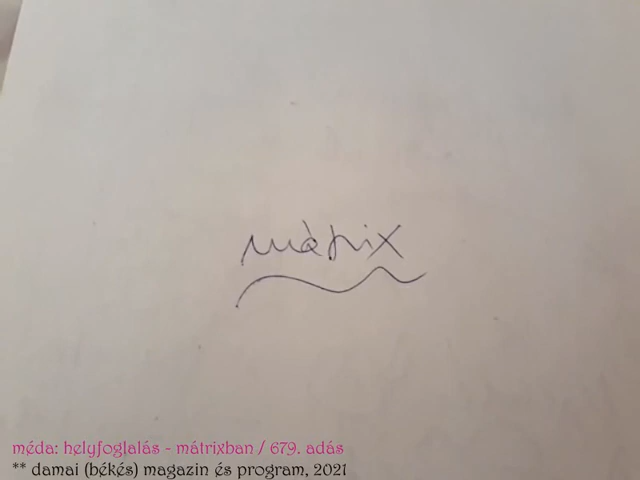 mátrix
méda: helyfoglalás - mátrixban / 679. adás
** damai (békés) magazin és program, 2021